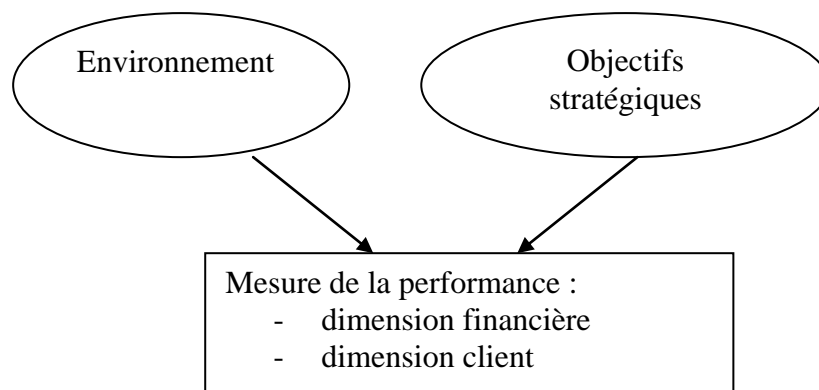 Environnement
Objectifs
stratégiques
Mesure de la performance :
- dimension financière
- dimension client